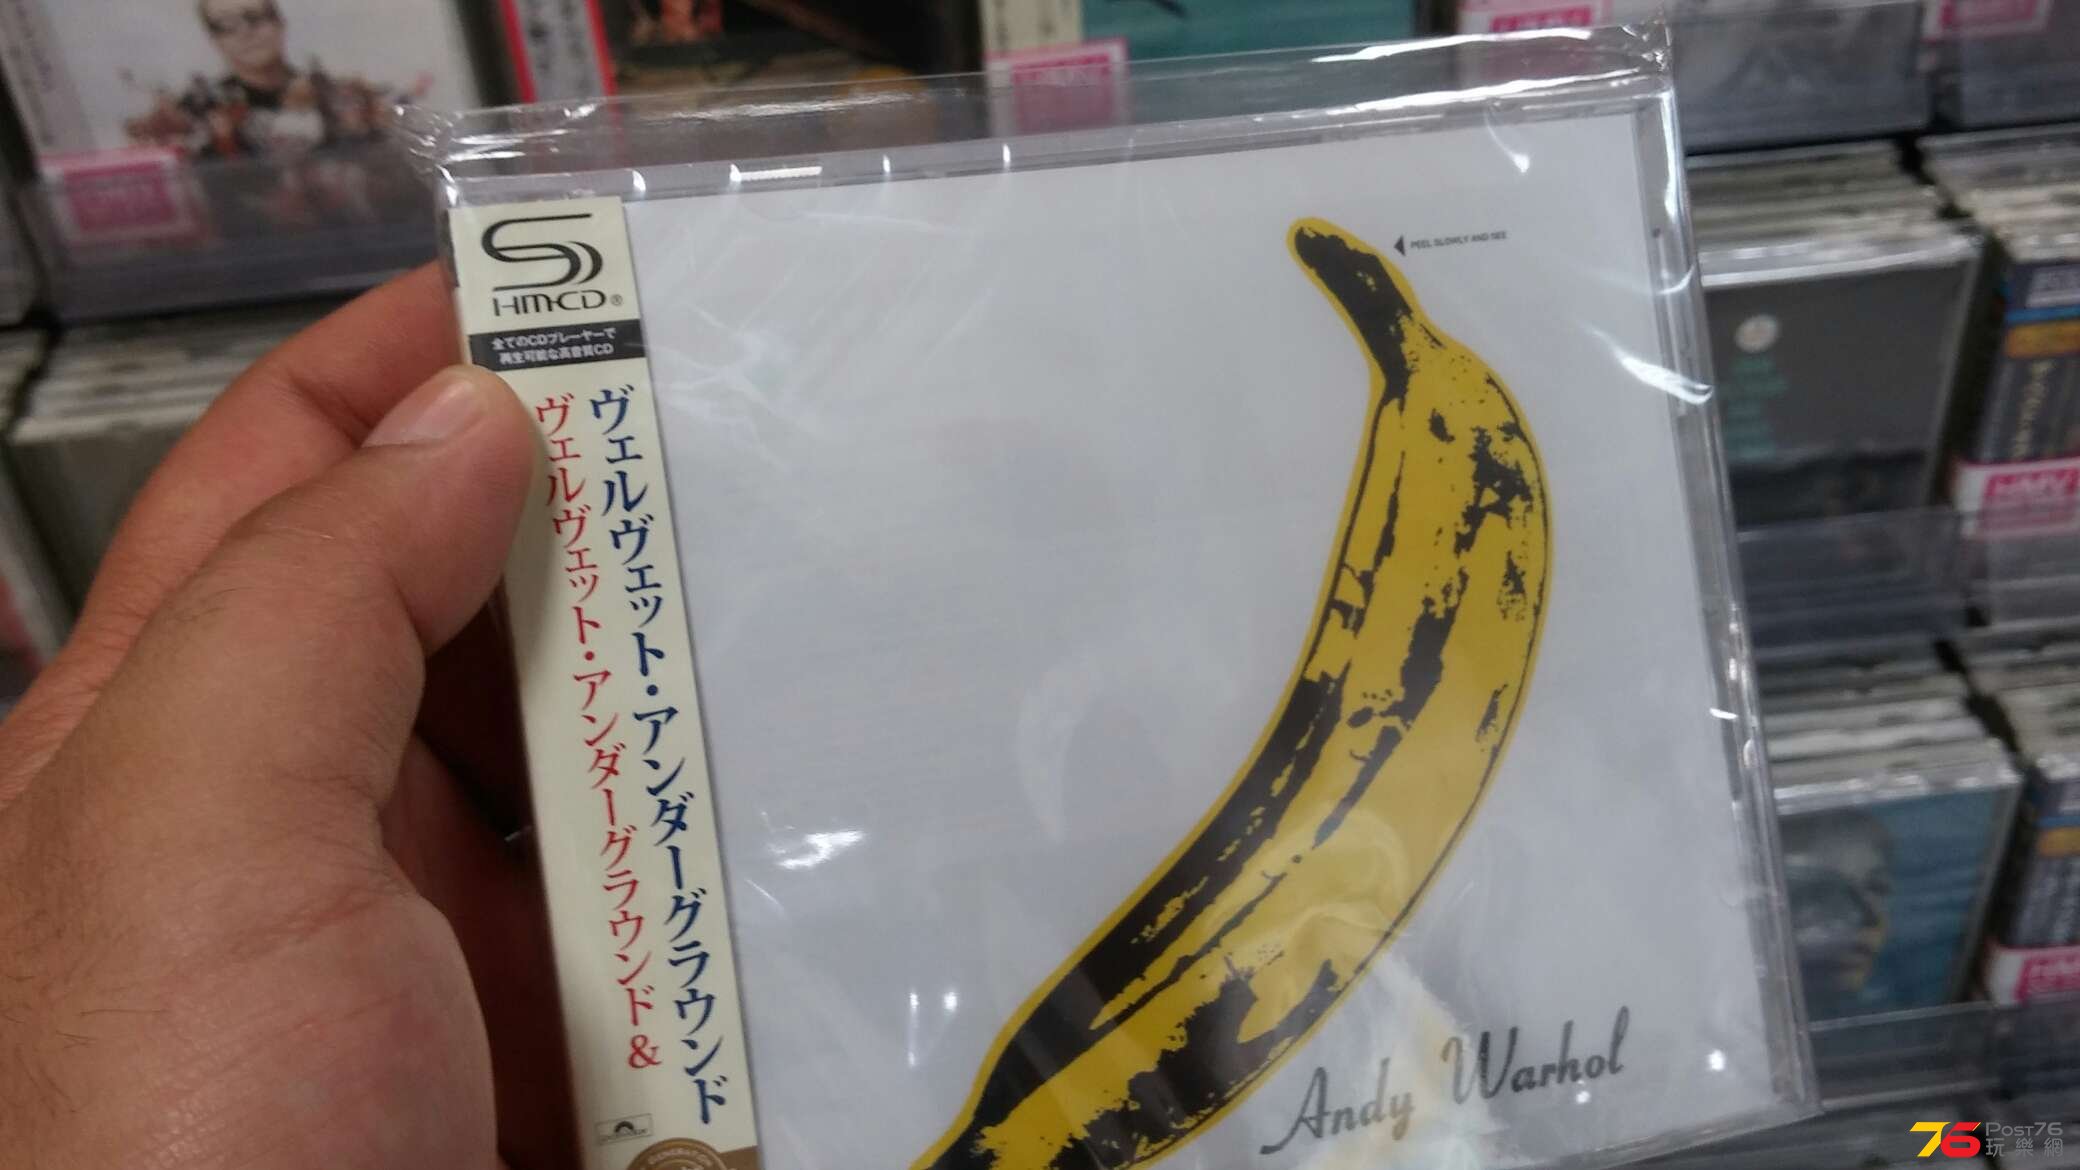 SHM-CD®
全てのCDプレーヤーで
再生可能な高音質CD
ヴェルヴェット・アンダーグラウンド
ヴェルヴェット・アンダーグラウンド&
PEEL SLOWLY AND SEE
Andy Warhol
GENERATION
HMV
76 POST76
玩樂網